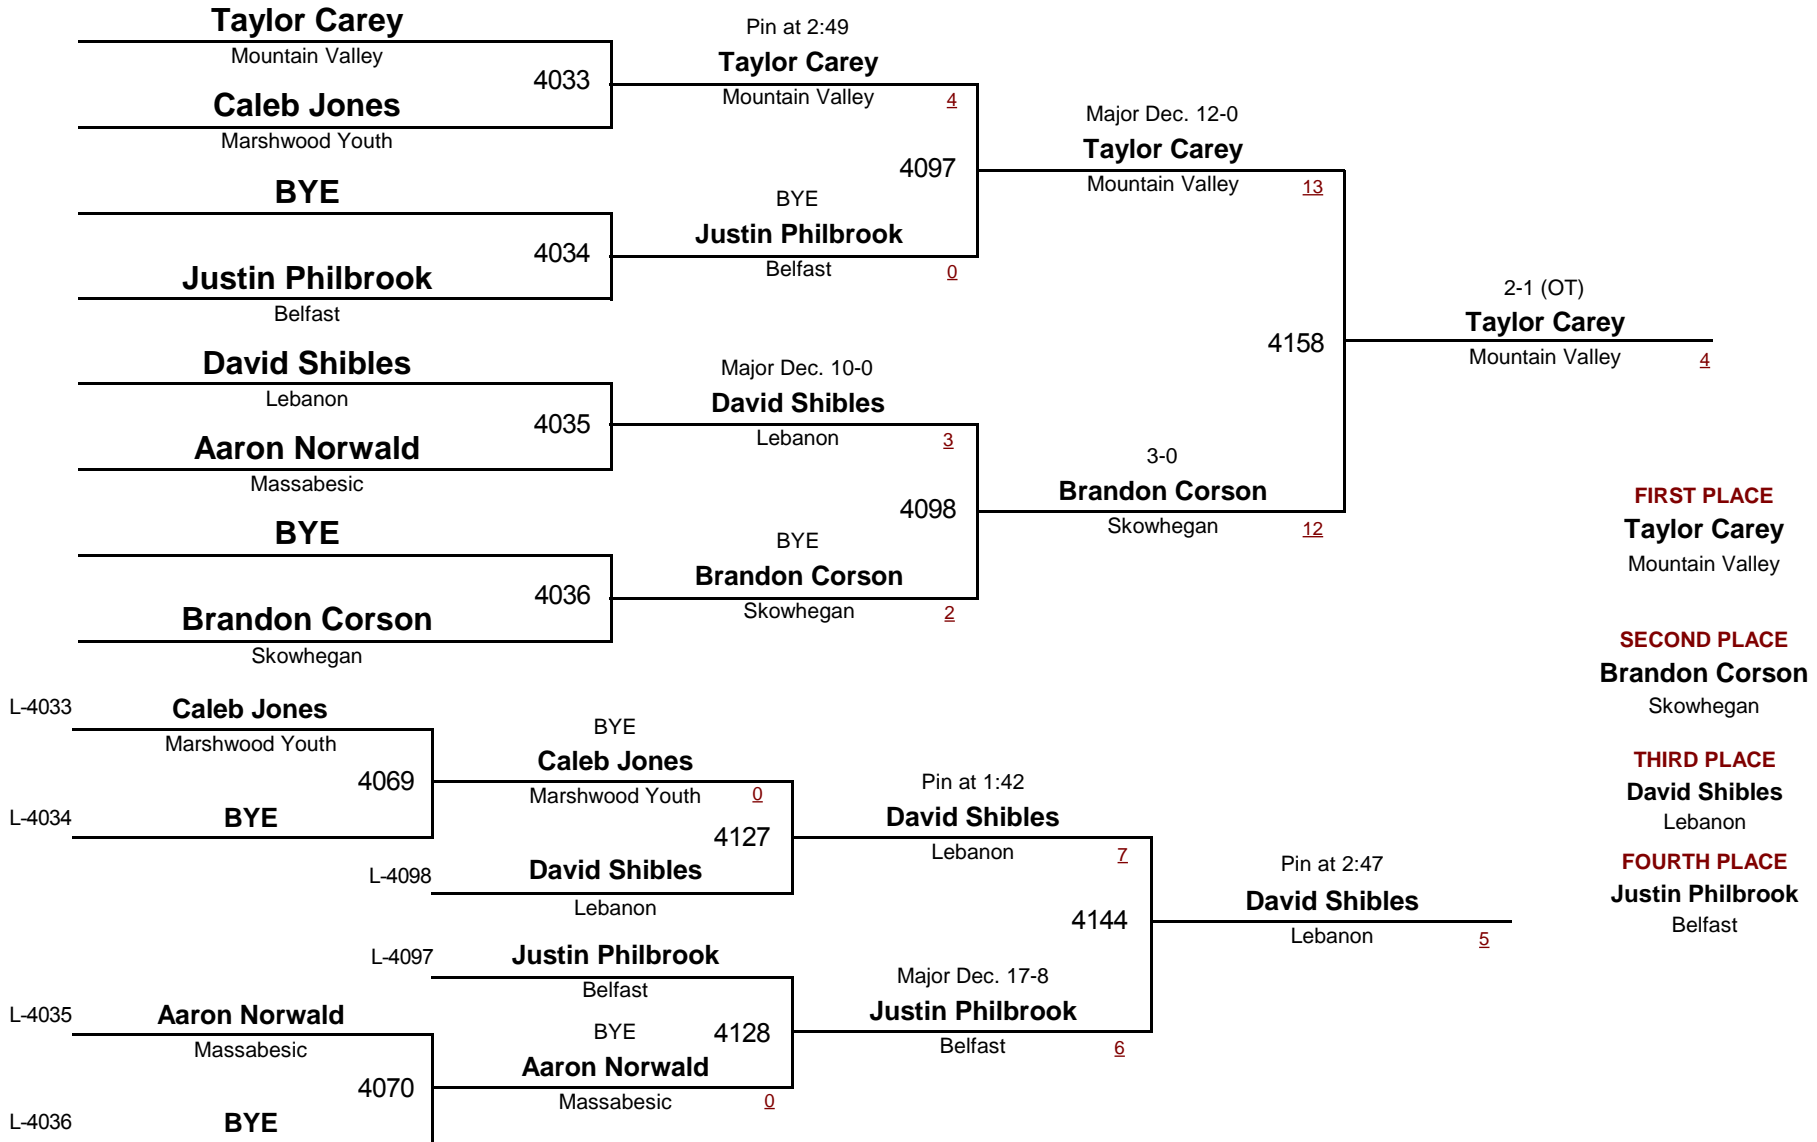 Taylor Carey
Mountain Valley
4033
Caleb Jones
Marshwood Youth
BYE
4034
Justin Philbrook
Belfast
David Shibles
Lebanon
4035
Aaron Norwald
Massabesic
BYE
4036
Brandon Corson
Skowhegan
Pin at 2:49
Taylor Carey
Mountain Valley 4
4097
BYE
Justin Philbrook
Belfast 0
Major Dec. 10-0
David Shibles
Lebanon 3
4098
BYE
Brandon Corson
Skowhegan 2
Major Dec. 12-0
Taylor Carey
Mountain Valley 13
4158
3-0
Brandon Corson
Skowhegan 12
2-1 (OT)
Taylor Carey
Mountain Valley 4
FIRST PLACE
Taylor Carey
Mountain Valley
SECOND PLACE
Brandon Corson
Skowhegan
THIRD PLACE
David Shibles
Lebanon
FOURTH PLACE
Justin Philbrook
Belfast
L-4033 Caleb Jones
Marshwood Youth
4069
L-4034 BYE
BYE
Caleb Jones
Marshwood Youth 0
4127
L-4098 David Shibles
Lebanon
L-4097 Justin Philbrook
Belfast
4128
BYE
Aaron Norwald
Massabesic 0
L-4035 Aaron Norwald
Massabesic
4070
L-4036 BYE
Pin at 1:42
David Shibles
Lebanon 7
4144
Major Dec. 17-8
Justin Philbrook
Belfast 6
Pin at 2:47
David Shibles
Lebanon 5